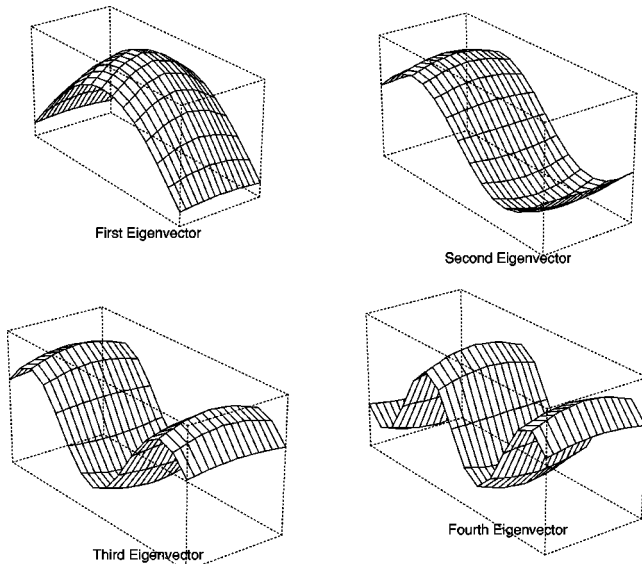 First Eigenvector
Second Eigenvector
Third Eigenvector
Fourth Eigenvector